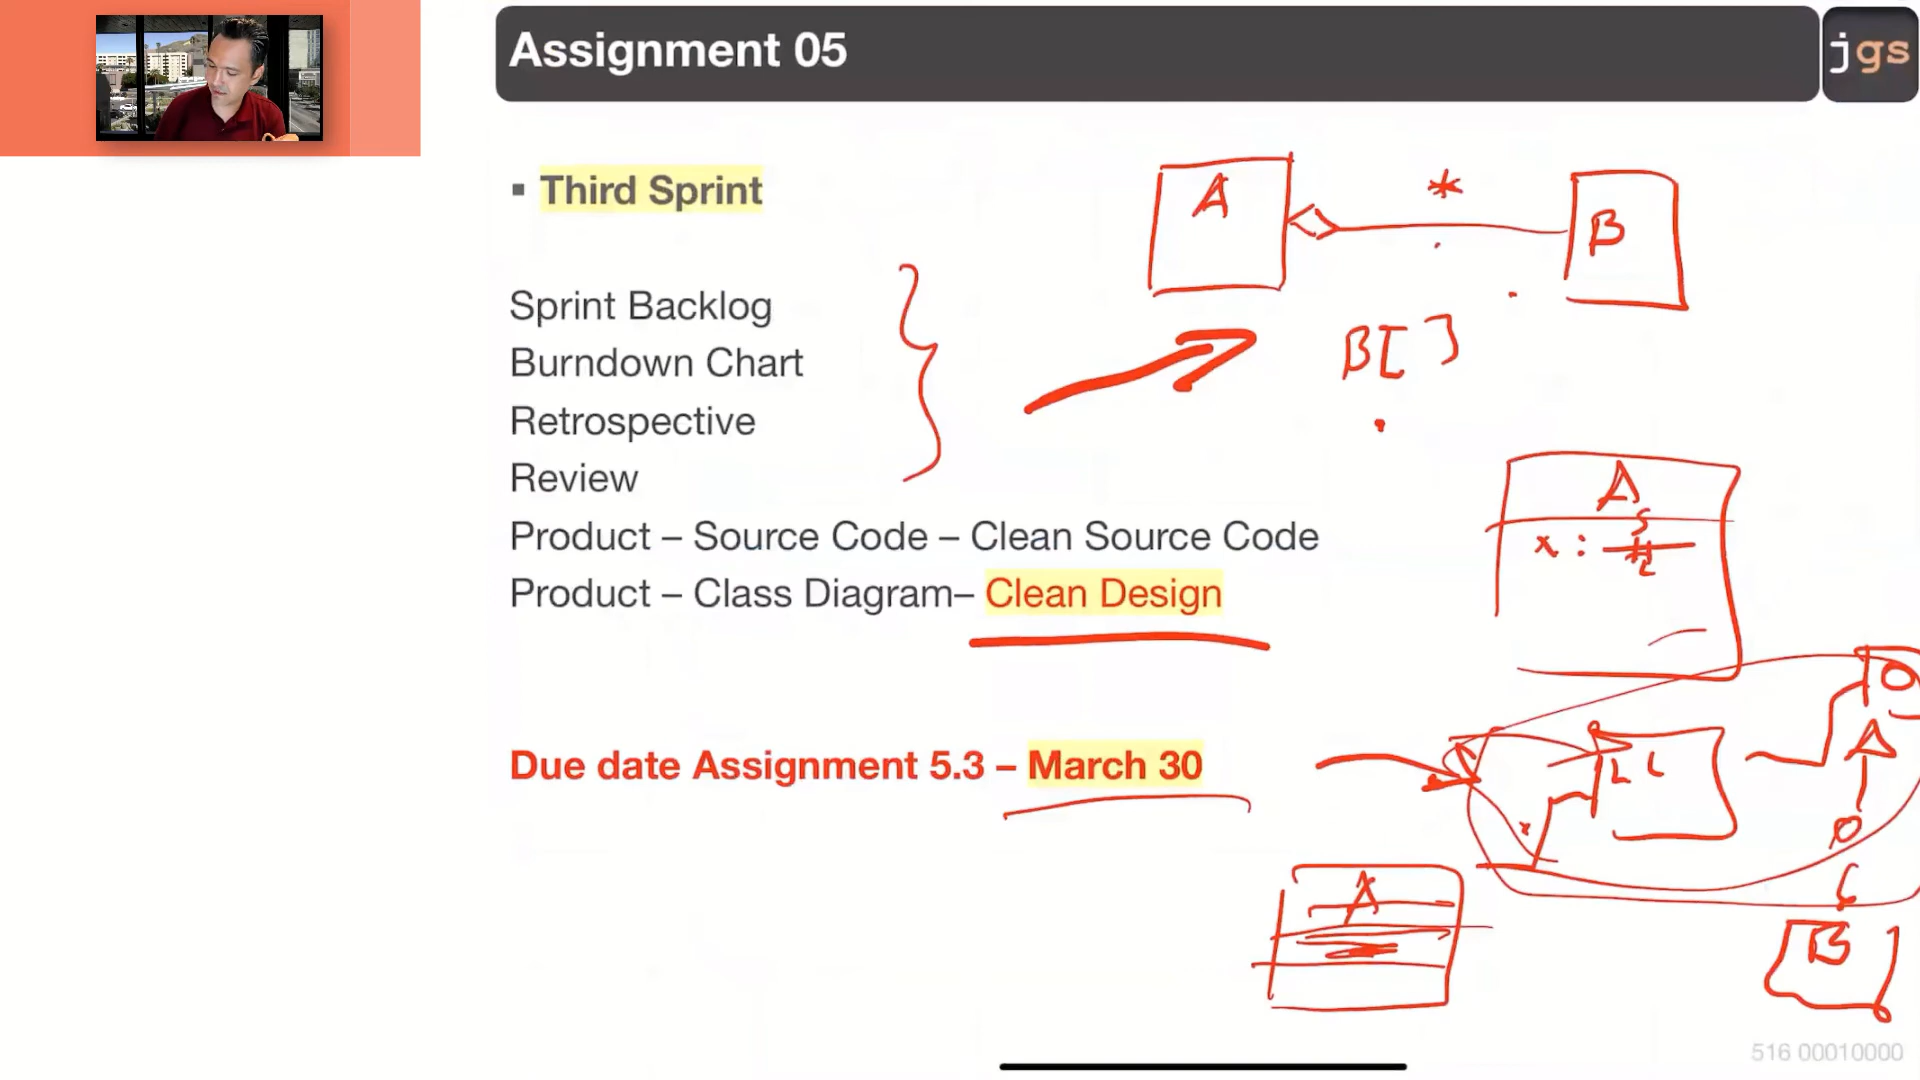 Assignment 05
jgs
▪ Third Sprint
Sprint Backlog
Burndown Chart
Retrospective
Review
Product – Source Code – Clean Source Code
Product – Class Diagram– Clean Design
Due date Assignment 5.3 – March 30
A
*
B
B[ ]
A
x :
A
B
516 00010000